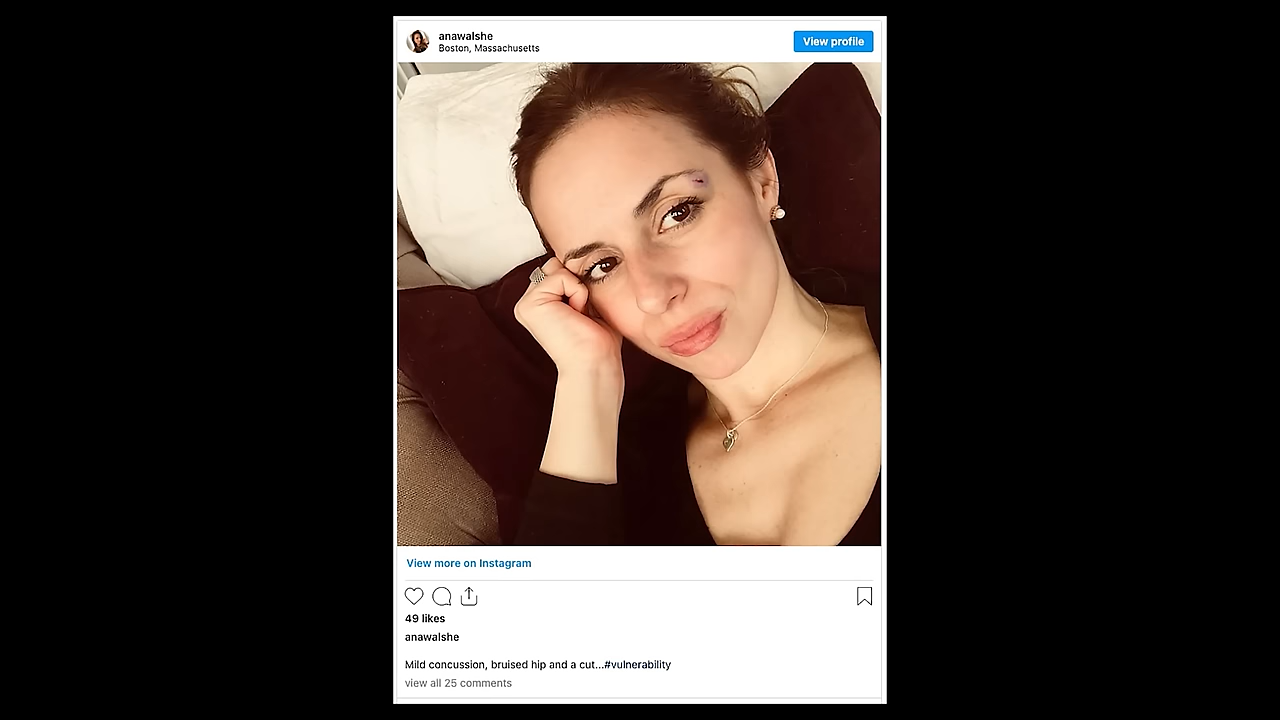 anawalshe
Boston, Massachusetts
View profile
View more on Instagram
49 likes
anawalshe
Mild concussion, bruised hip and a cut...#vulnerability
view all 25 comments